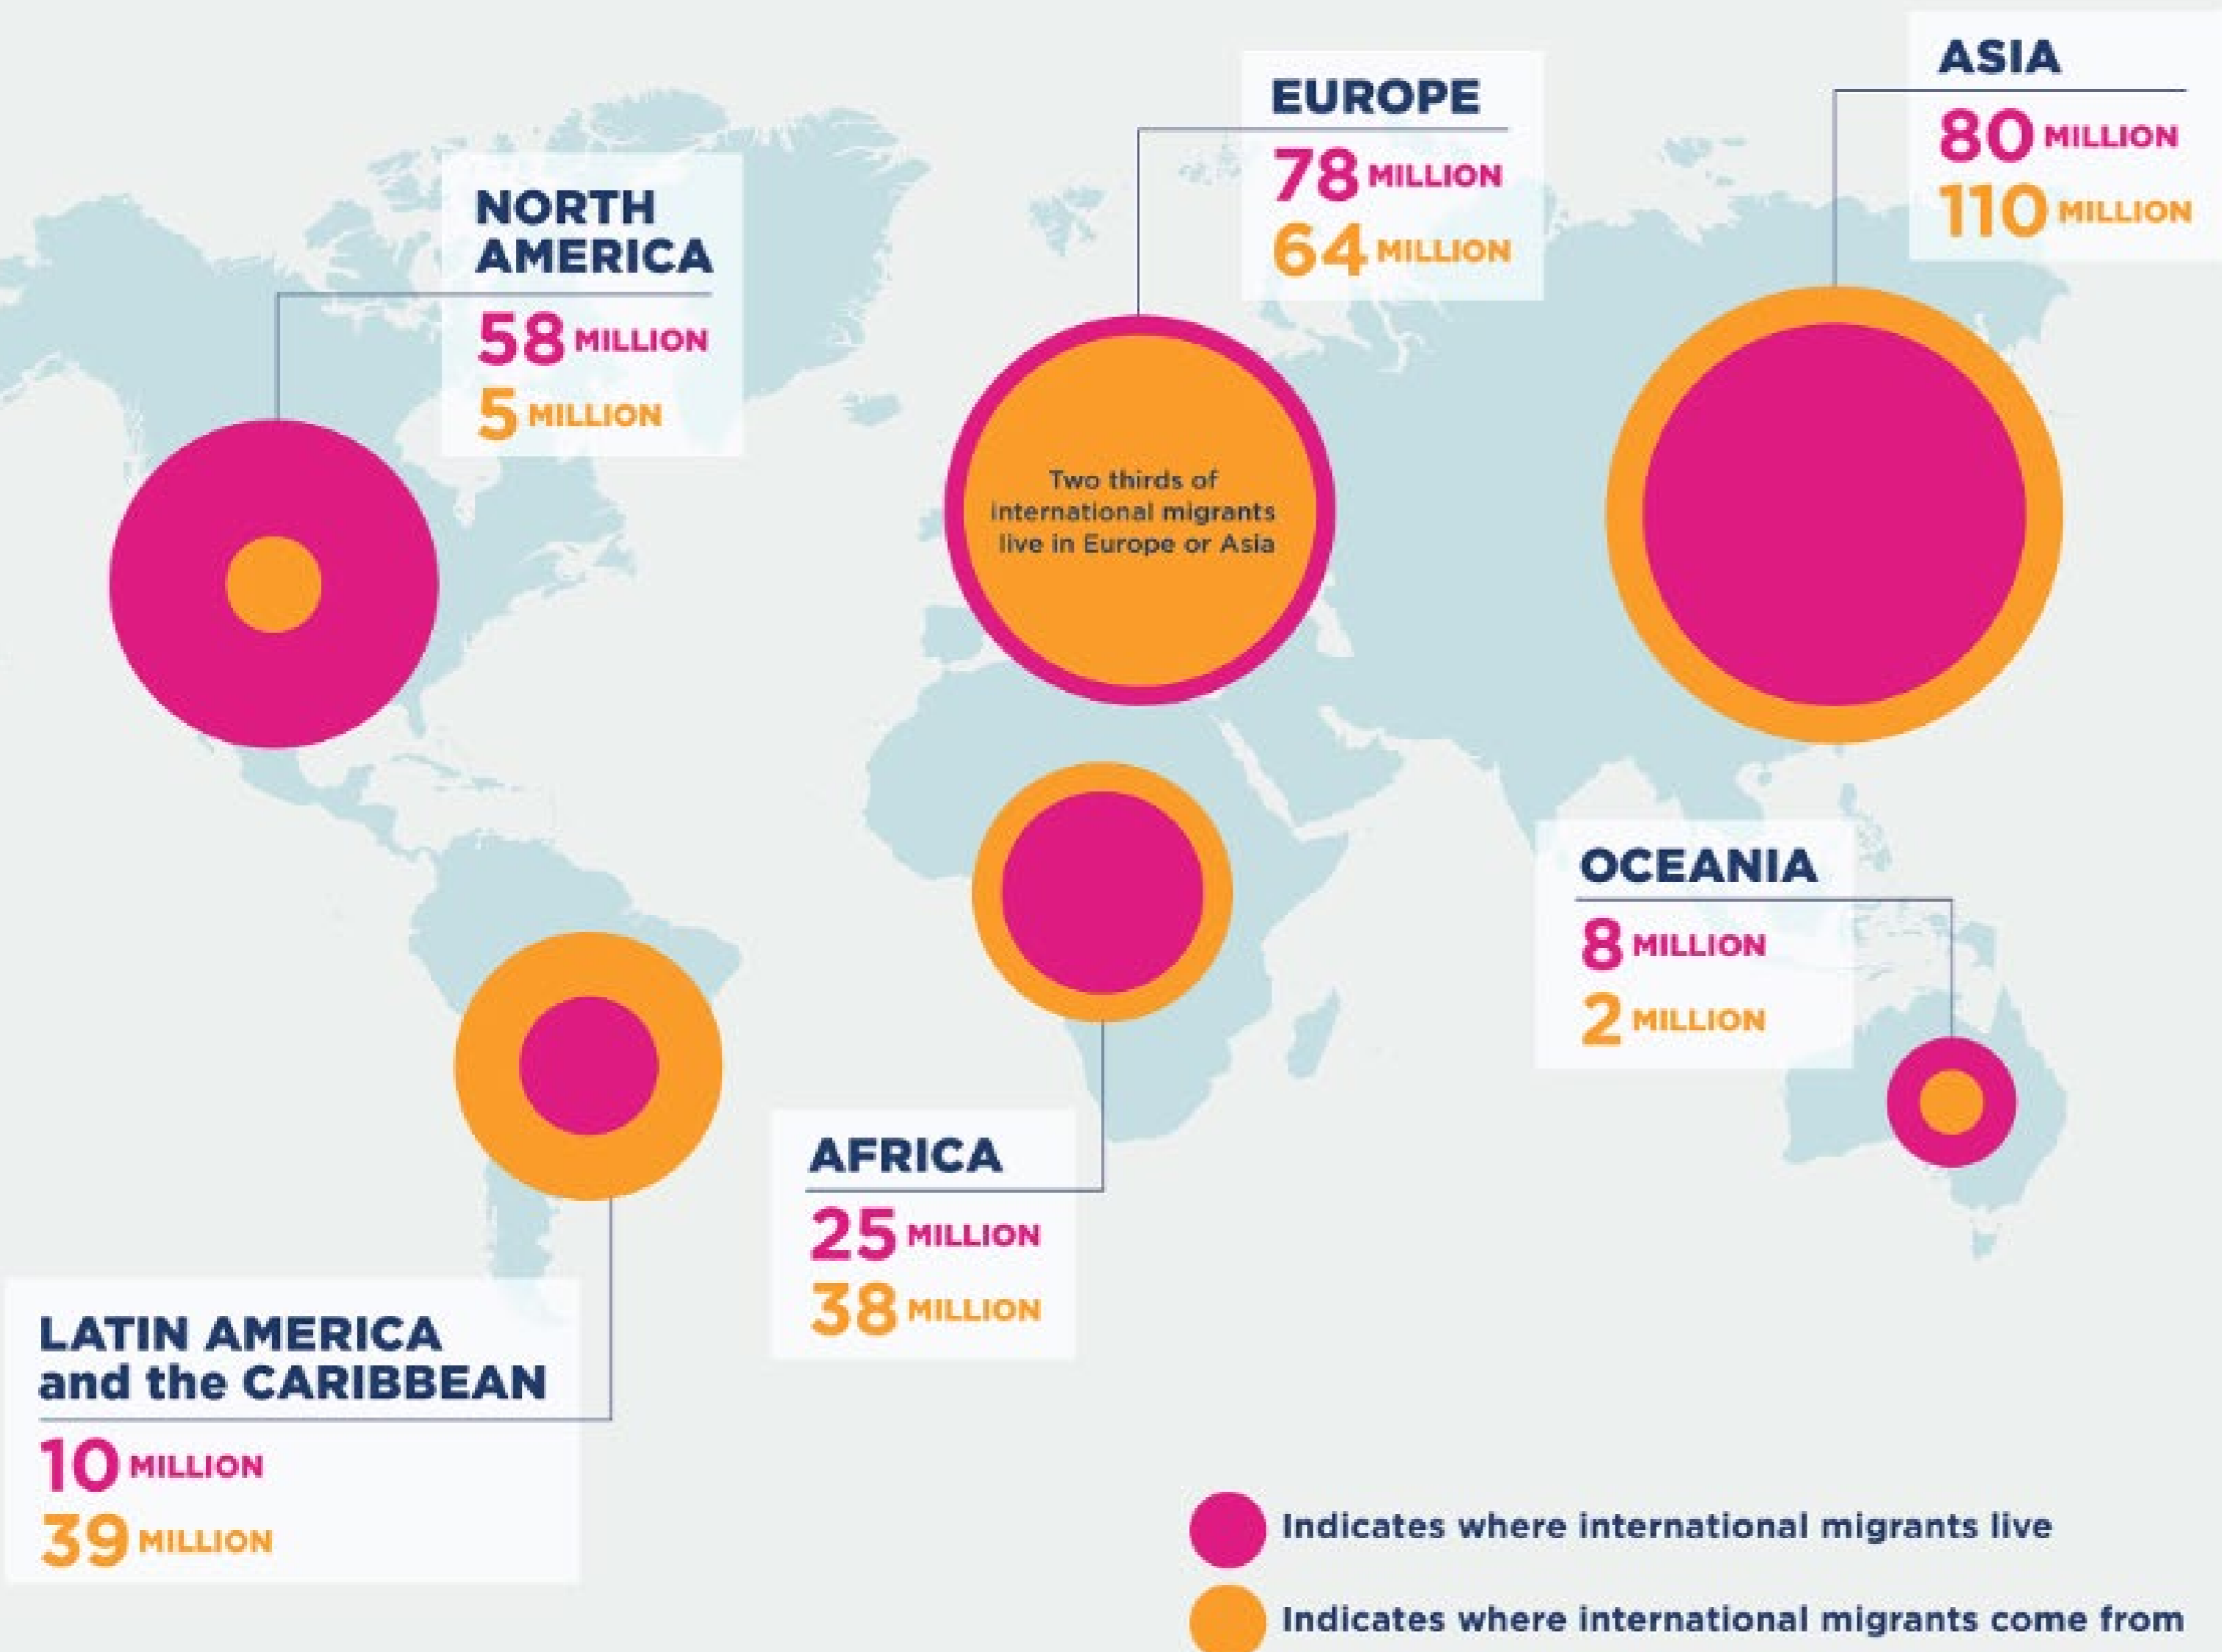 NORTH
AMERICA
58 MILLION
5 MILLION
EUROPE
78 MILLION
64 MILLION
ASIA
80 MILLION
110 MILLION
Two thirds of
international migrants
live in Europe or Asia
OCEANIA
8 MILLION
2 MILLION
AFRICA
25 MILLION
38 MILLION
LATIN AMERICA
and the CARIBBEAN
10 MILLION
39 MILLION
Indicates where international migrants live
Indicates where international migrants come from